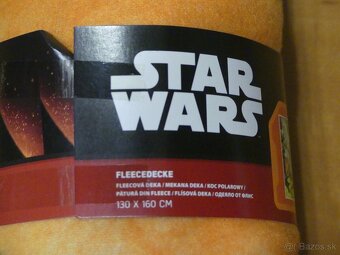 STAR
WARS
FLEECEDECKE
FLEECOVÁ DEKA / MEKANA DEKA / KOC POLAROWY /
PĂTURĂ DIN FLEECE / FLÍSOVÁ DEKA / ОДЕЯЛО ОТ ФЛИС
130 X 160 CM
Bazos.sk